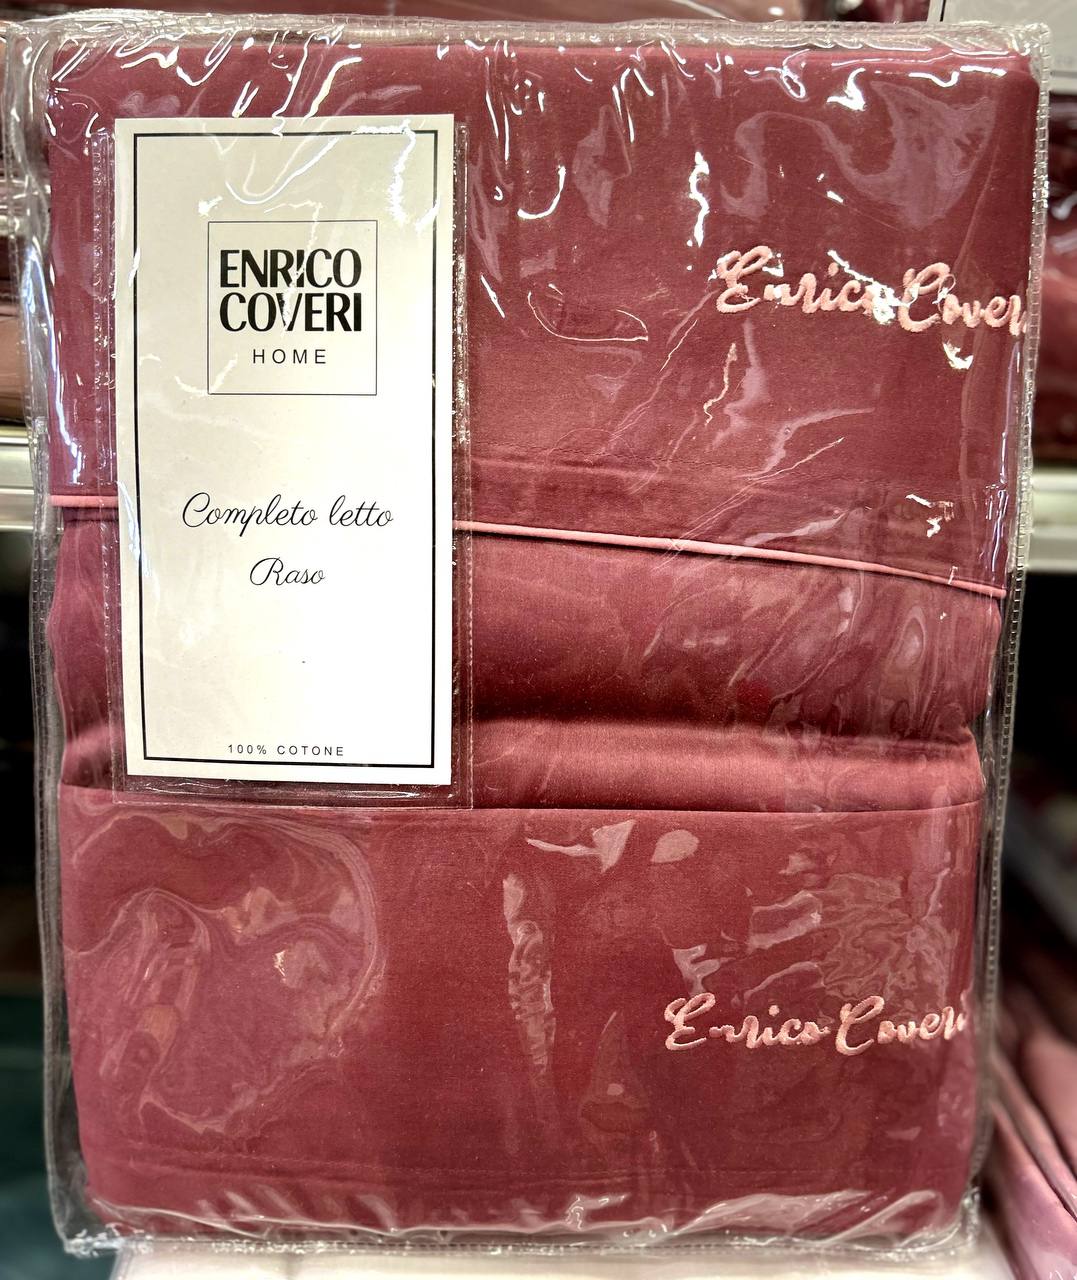 ENRICO
COVERI
HOME
Completo letto
Raso
100% COTONE
Enrico Coveri
Enrico Coveri